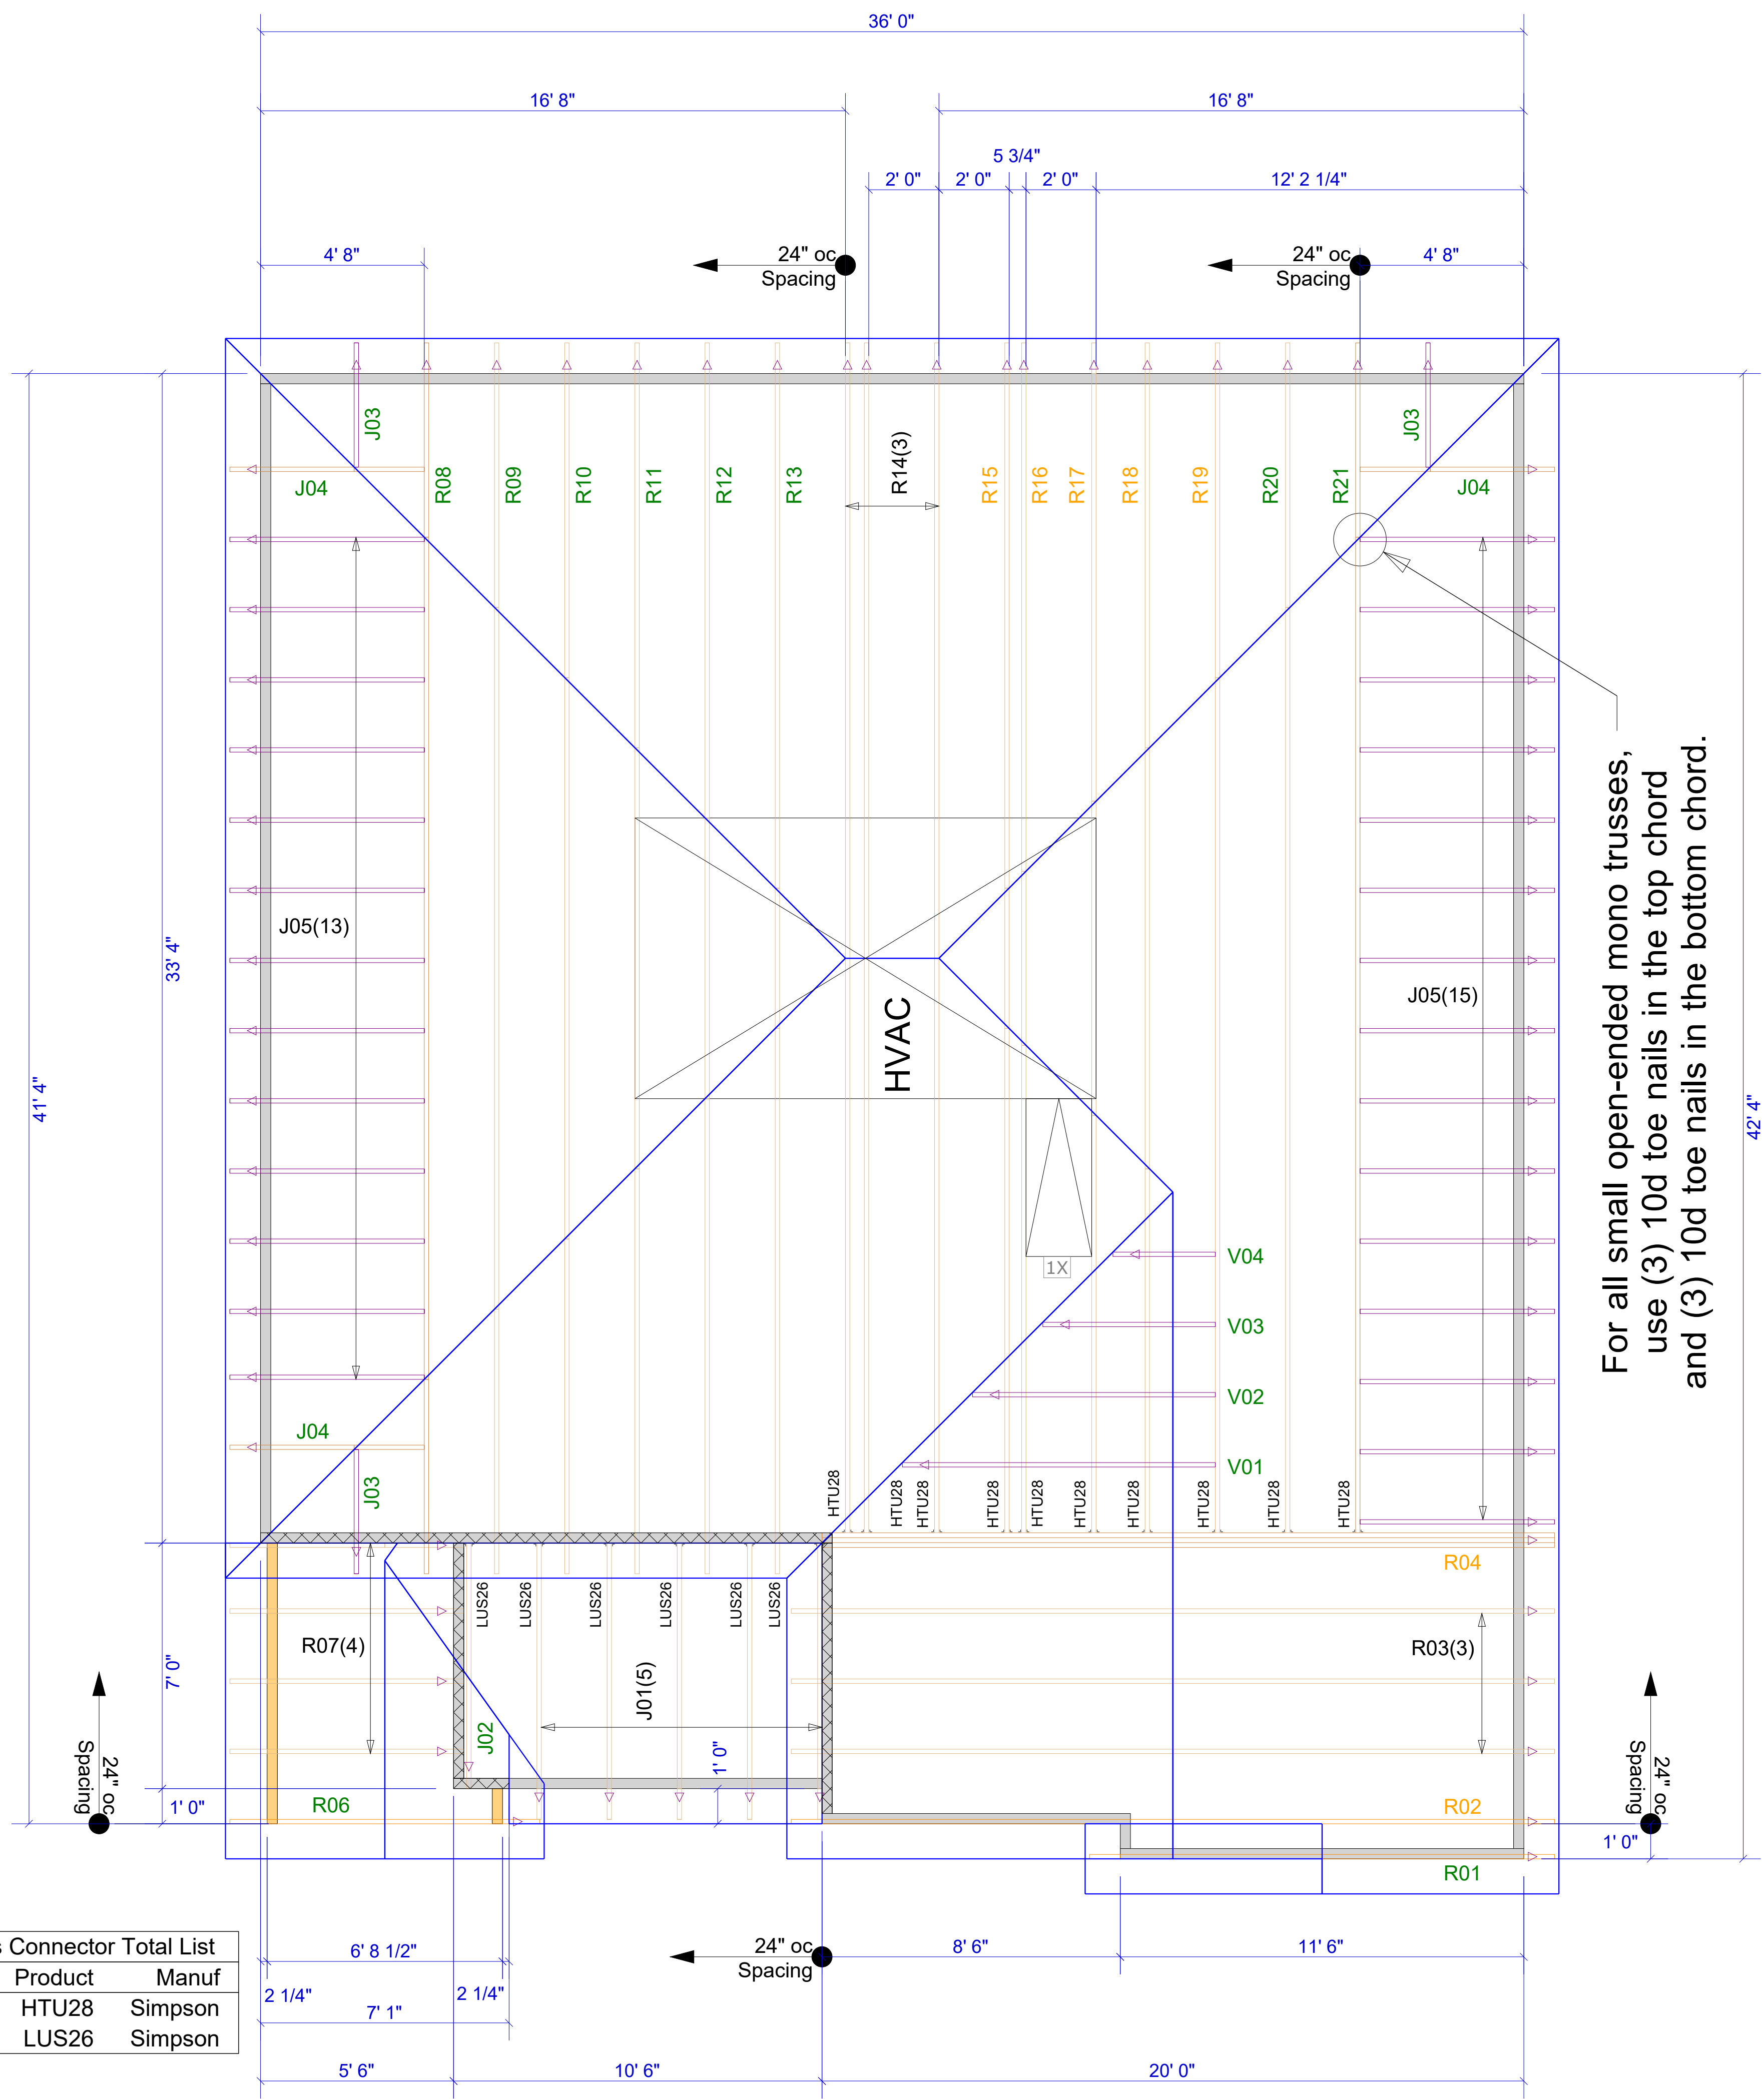 36' 0"
16' 8"
16' 8"
5 3/4"
2' 0"
2' 0"
2' 0"
12' 2 1/4"
4' 8"
24" oc
Spacing
24" oc
Spacing
4' 8"
J03
J04
R08
R09
R10
R11
R12
R13
R14(3)
R15
R16
R17
R18
R19
R20
R21
J03
J04
For all small open-ended mono trusses,
use (3) 10d toe nails in the top chord
and (3) 10d toe nails in the bottom chord.
41' 4"
33' 4"
J05(13)
HVAC
J05(15)
42' 4"
1X
V04
V03
V02
V01
J04
J03
HTU28
HTU28
HTU28
HTU28
HTU28
HTU28
HTU28
HTU28
HTU28
HTU28
R04
LUS26
LUS26
LUS26
LUS26
LUS26
LUS26
R07(4)
J01(5)
R03(3)
7' 0"
J02
1' 0"
24" oc
Spacing
1' 0"
R06
R02
24" oc
Spacing
1' 0"
R01
s Connector Total List
Product Manuf
HTU28 Simpson
LUS26 Simpson
6' 8 1/2"
2 1/4"
2 1/4"
7' 1"
24" oc
Spacing
8' 6"
11' 6"
5' 6"
10' 6"
20' 0"